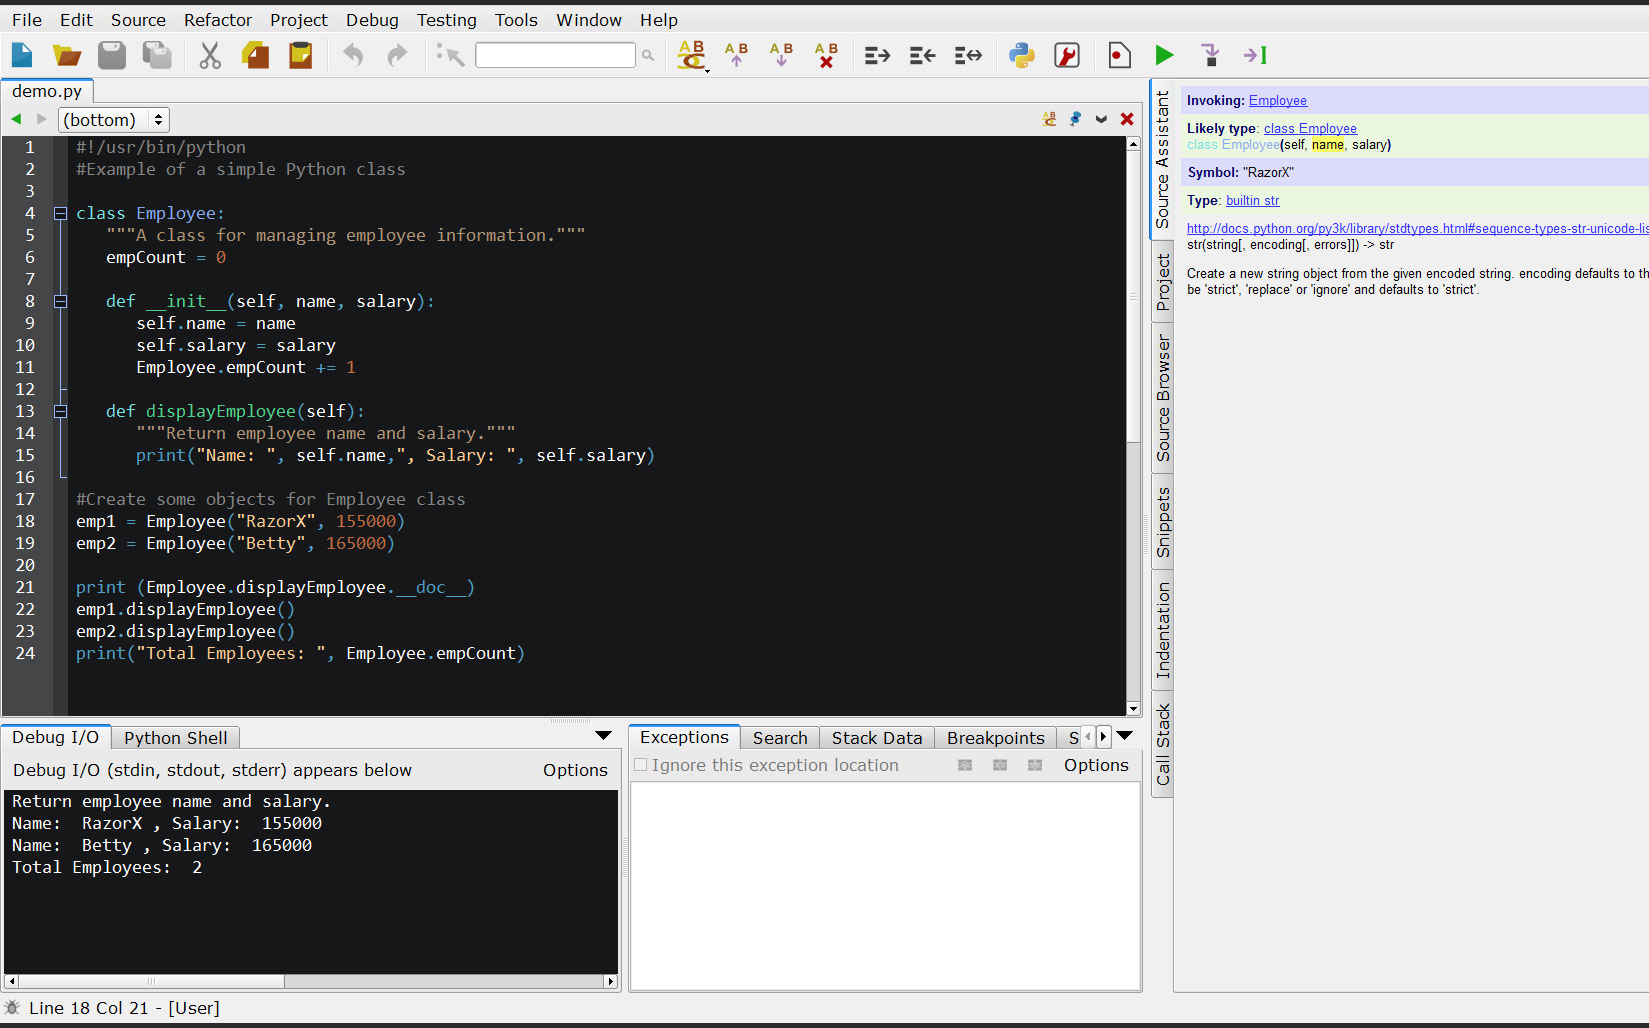 File Edit Source Refactor Project Debug Testing Tools Window Help
demo.py
(bottom)
1 #!/usr/bin/python
2 #Example of a simple Python class
3
4 class Employee:
5    """A class for managing employee information."""
6    empCount = 0
7
8    def __init__(self, name, salary):
9       self.name = name
10       self.salary = salary
11       Employee.empCount += 1
12
13    def displayEmployee(self):
14       """Return employee name and salary."""
15       print("Name: ", self.name,", Salary: ", self.salary)
16
17 #Create some objects for Employee class
18 emp1 = Employee("RazorX", 155000)
19 emp2 = Employee("Betty", 165000)
20
21 print (Employee.displayEmployee.__doc__)
22 emp1.displayEmployee()
23 emp2.displayEmployee()
24 print("Total Employees: ", Employee.empCount)
Source Assistant
Project
Source Browser
Snippets
Indentation
Call Stack
Invoking: Employee
Likely type: class Employee
class Employee(self, name, salary)
Symbol: "RazorX"
Type: builtin str
http://docs.python.org/py3k/library/stdtypes.html#sequence-types-str-unicode-lis
str(string[, encoding[, errors]]) -> str
Create a new string object from the given encoded string. encoding defaults to th
be 'strict', 'replace' or 'ignore' and defaults to 'strict'.
Debug I/O Python Shell
Debug I/O (stdin, stdout, stderr) appears below Options
Return employee name and salary.
Name:  RazorX , Salary:  155000
Name:  Betty , Salary:  165000
Total Employees:  2
Exceptions Search Stack Data Breakpoints S
Ignore this exception location Options
Line 18 Col 21 - [User]